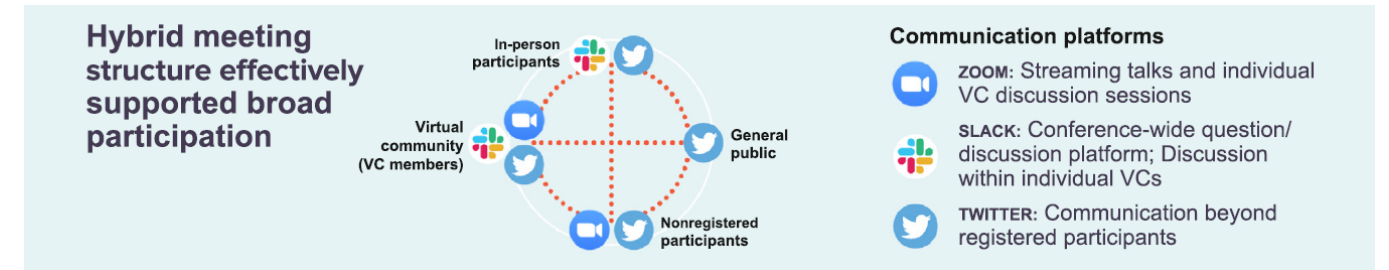 Hybrid meeting
structure effectively
supported broad
participation
In-person
participants
Virtual
community
(VC members)
General
public
Nonregistered
participants
Communication platforms
ZOOM: Streaming talks and individual
VC discussion sessions
SLACK: Conference-wide question/
discussion platform; Discussion
within individual VCs
TWITTER: Communication beyond
registered participants